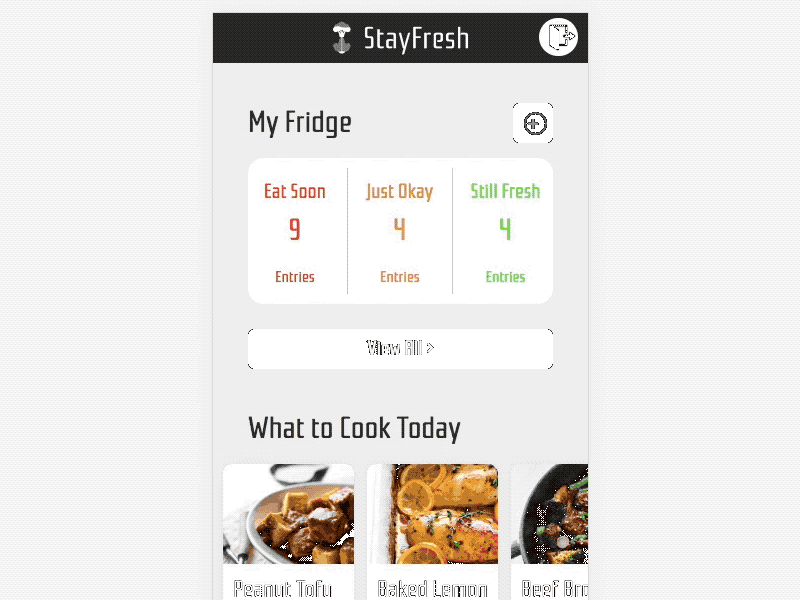 StayFresh
My Fridge
Eat Soon
Just Okay
Still Fresh
9
4
4
Entries
Entries
Entries
View All >
What to Cook Today
Peanut Tofu
Baked Lemon
Beef Bro